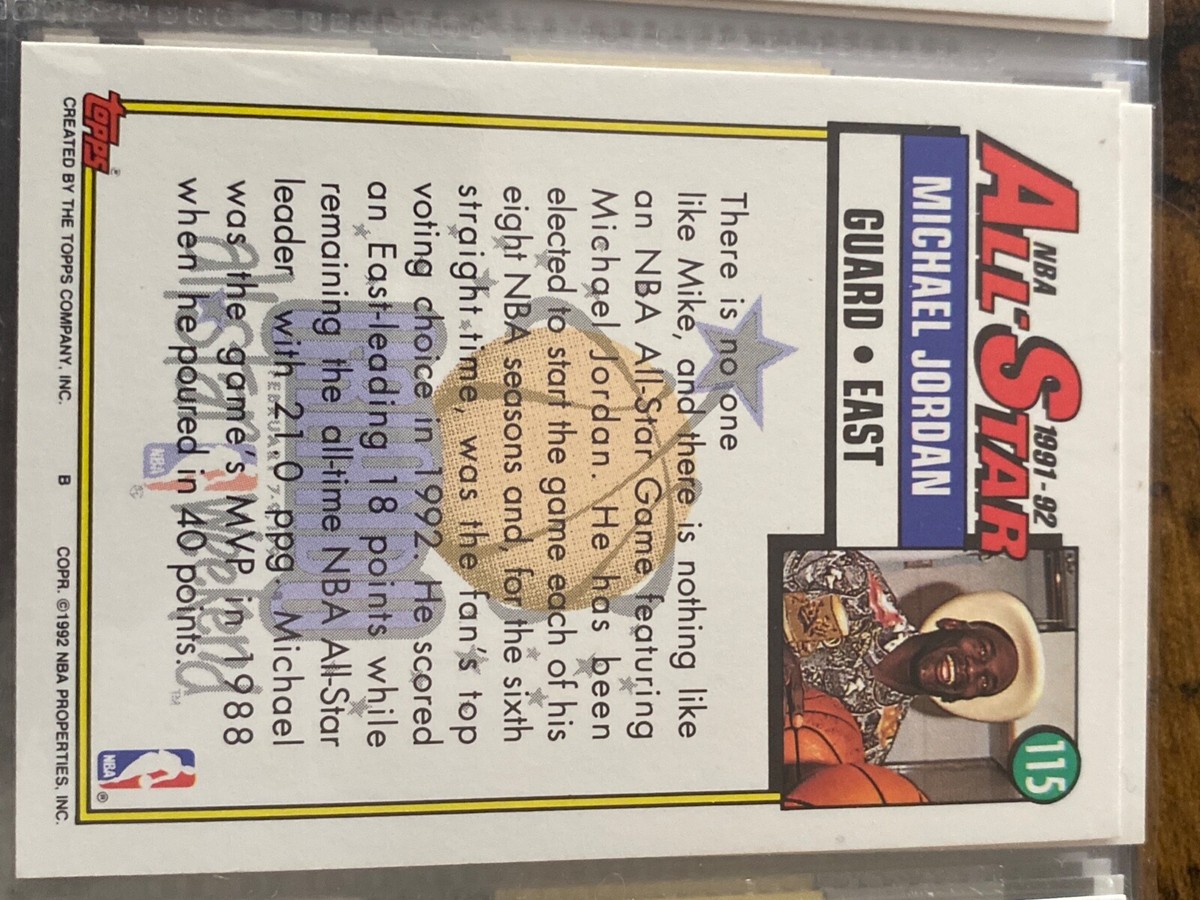 NBA 1991-92
ALL-STAR
115
MICHAEL JORDAN
GUARD • EAST
There is no one
like Mike, and there is nothing like
an NBA All-Star Game featuring
Michael Jordan. He has been
elected to start the game each of his
eight NBA seasons and, for the sixth
straight time, was the fan's top
voting choice in 1992. He scored
an East-leading 18 points while
remaining the all-time NBA All-Star
leader with 21.0 ppg. Michael
was the game's MVP in 1988
when he poured in 40 points.
ORLANDO
All-Star Weekend
NBA
TM
NBA
®
TOPPS®
CREATED BY THE TOPPS COMPANY, INC. B COPR. ©1992 NBA PROPERTIES, INC.